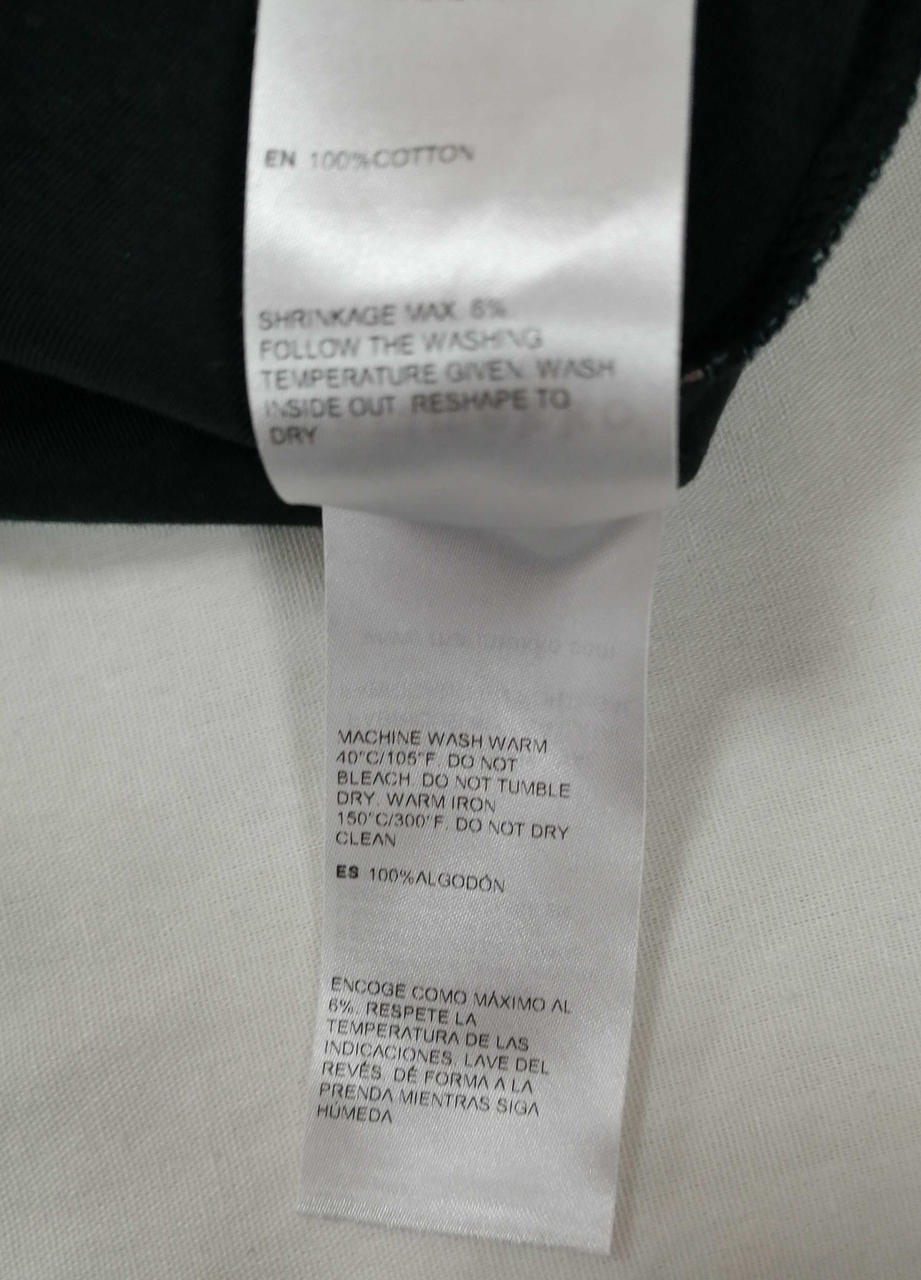 EN 100%COTTON
SHRINKAGE MAX. 6%.
FOLLOW THE WASHING
TEMPERATURE GIVEN. WASH
INSIDE OUT. RESHAPE TO
DRY
MACHINE WASH WARM
40°C/105°F. DO NOT
BLEACH. DO NOT TUMBLE
DRY. WARM IRON
150°C/300°F. DO NOT DRY
CLEAN
ES 100%ALGODÓN
ENCOGE COMO MÁXIMO AL
6%. RESPETE LA
TEMPERATURA DE LAS
INDICACIONES. LAVE DEL
REVÉS. DÉ FORMA A LA
PRENDA MIENTRAS SIGA
HÚMEDA